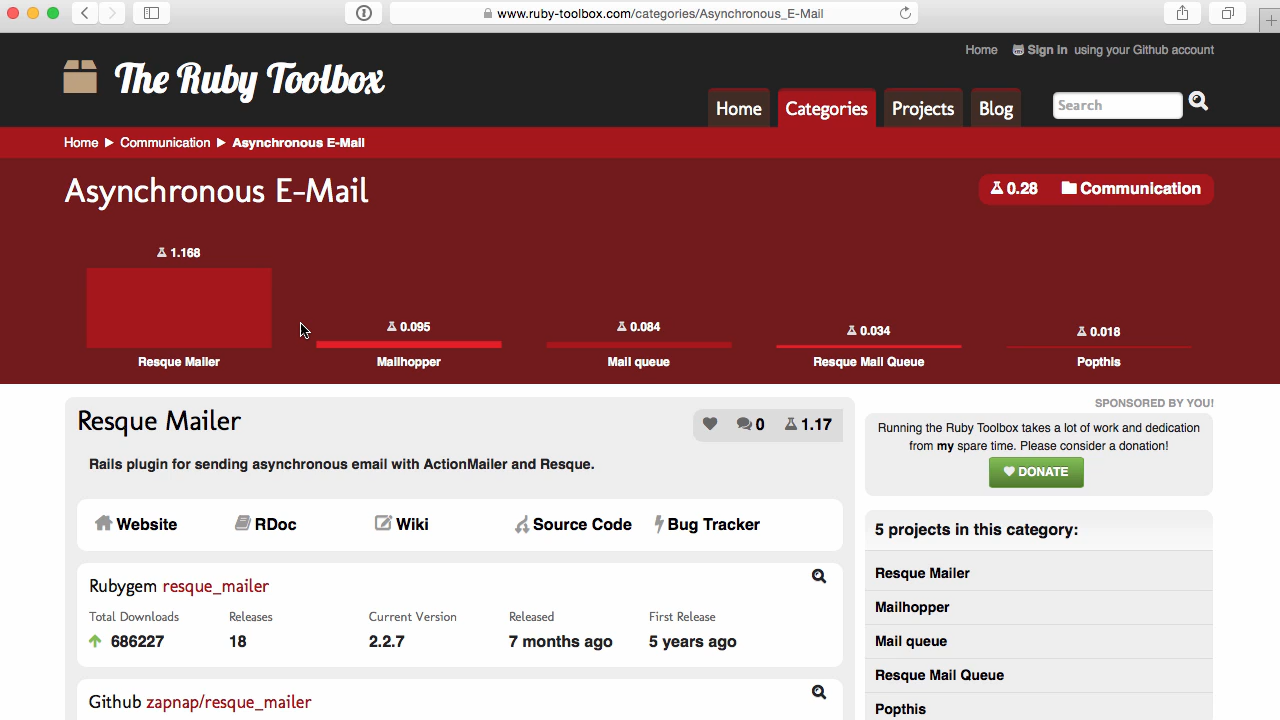 www.ruby-toolbox.com/categories/Asynchronous_E-Mail
Home Sign in using your Github account
The Ruby Toolbox
Home Categories Projects Blog Search
Home ▶ Communication ▶ Asynchronous E-Mail
Asynchronous E-Mail
0.28 Communication
1.168
0.095
0.084
0.034
0.018
Resque Mailer
Mailhopper
Mail queue
Resque Mail Queue
Popthis
Resque Mailer
0 1.17
Rails plugin for sending asynchronous email with ActionMailer and Resque.
Website RDoc Wiki Source Code Bug Tracker
Rubygem resque_mailer
Total Downloads Releases Current Version Released First Release
686227 18 2.2.7 7 months ago 5 years ago
Github zapnap/resque_mailer
SPONSORED BY YOU!
Running the Ruby Toolbox takes a lot of work and dedication
from my spare time. Please consider a donation!
DONATE
5 projects in this category:
Resque Mailer
Mailhopper
Mail queue
Resque Mail Queue
Popthis